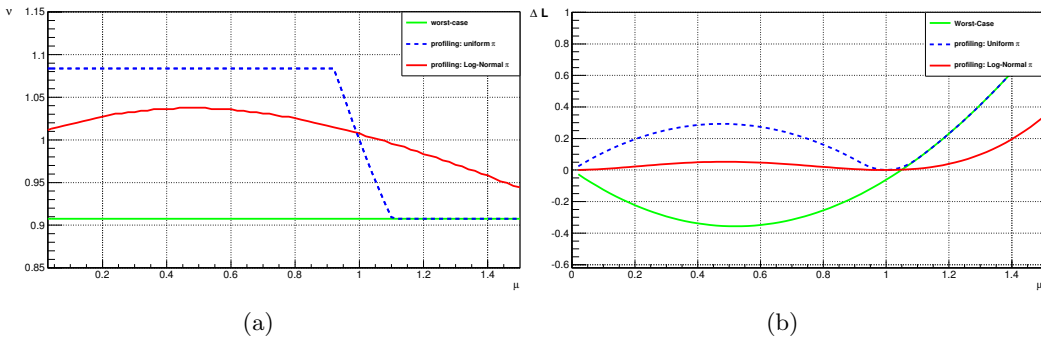 ν
1.15
1.1
1.05
1
0.95
0.9
0.85
0.2
0.4
0.6
0.8
1
1.2
1.4
μ
worst-case
profiling: uniform π
profiling: Log-Normal π
(a)
Δ L
1
0.8
0.6
0.4
0.2
0
-0.2
-0.4
-0.6
0
0.2
0.4
0.6
0.8
1
1.2
1.4
μ
Worst-Case
profiling: Uniform π
profiling: Log-Normal π
(b)